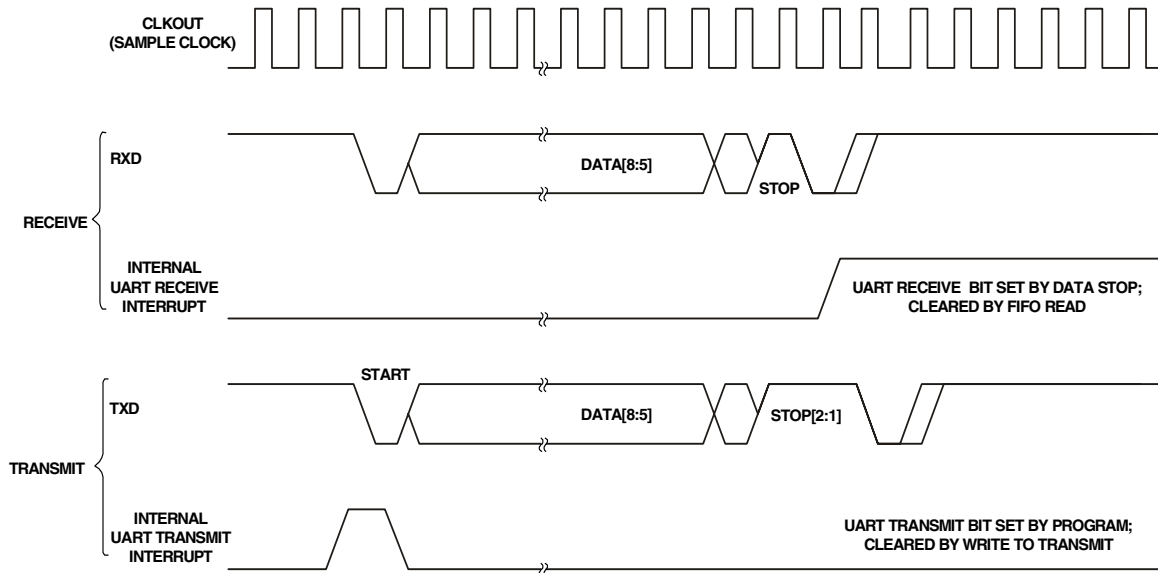 CLKOUT
(SAMPLE CLOCK)
RXD
DATA[8:5]
STOP
RECEIVE
INTERNAL
UART RECEIVE
INTERRUPT
UART RECEIVE BIT SET BY DATA STOP;
CLEARED BY FIFO READ
START
TXD
DATA[8:5]
STOP[2:1]
TRANSMIT
INTERNAL
UART TRANSMIT
INTERRUPT
UART TRANSMIT BIT SET BY PROGRAM;
CLEARED BY WRITE TO TRANSMIT